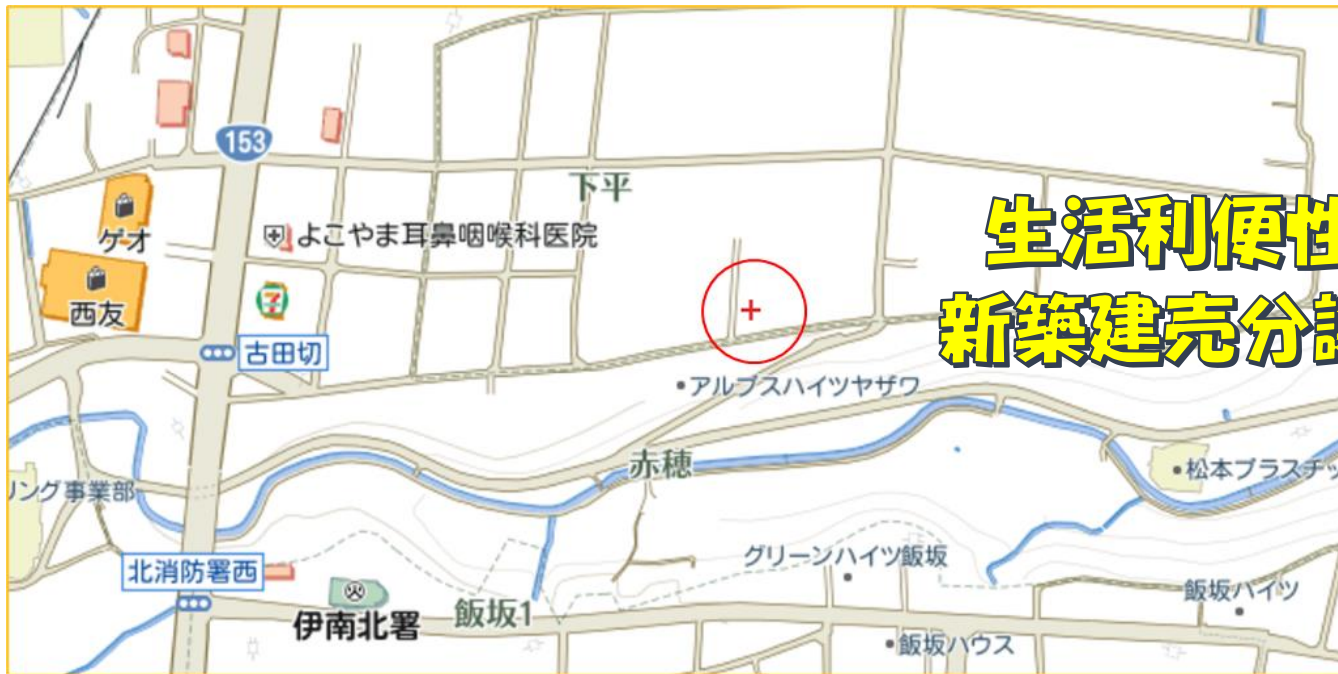 153
下平
生活利便性
ゲオ
よこやま耳鼻咽喉科医院
西友
7
新築建売分譲
古田切
アルプスハイツヤザワ
赤穂
リング事業部
松本プラスチッ
北消防署西
グリーンハイツ飯坂
伊南北署
飯坂1
飯坂ハイツ
飯坂ハウス